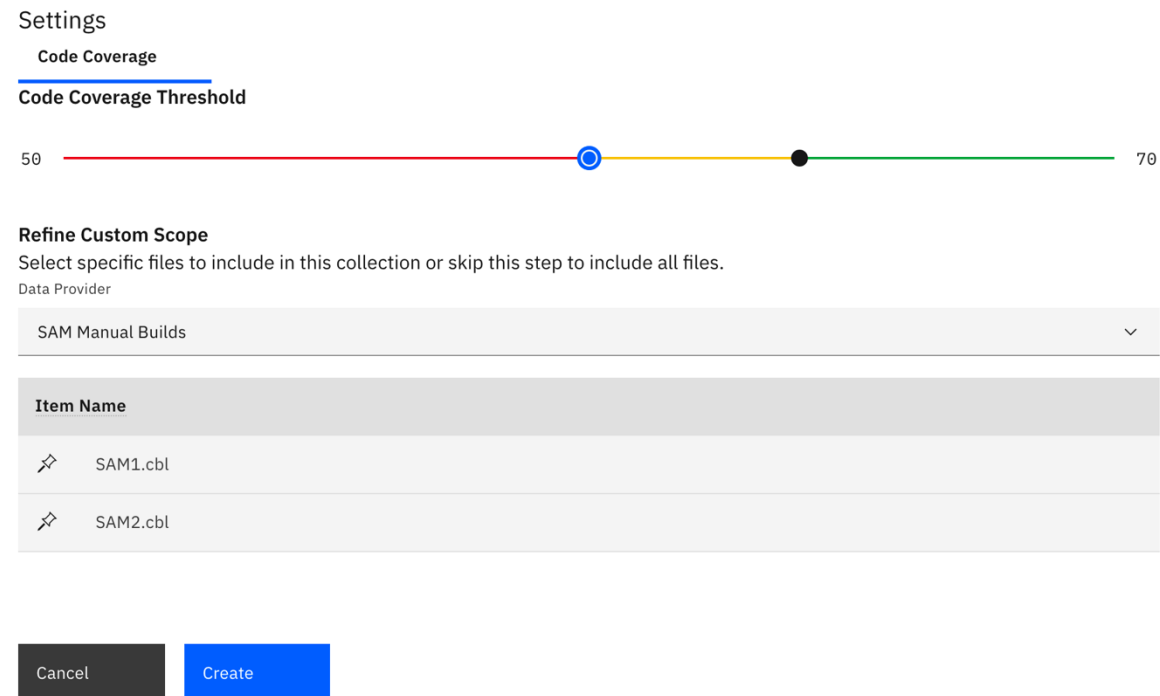 Settings
Code Coverage
Code Coverage Threshold
50 70
Refine Custom Scope
Select specific files to include in this collection or skip this step to include all files.
Data Provider
SAM Manual Builds
Item Name
SAM1.cbl
SAM2.cbl
Cancel Create